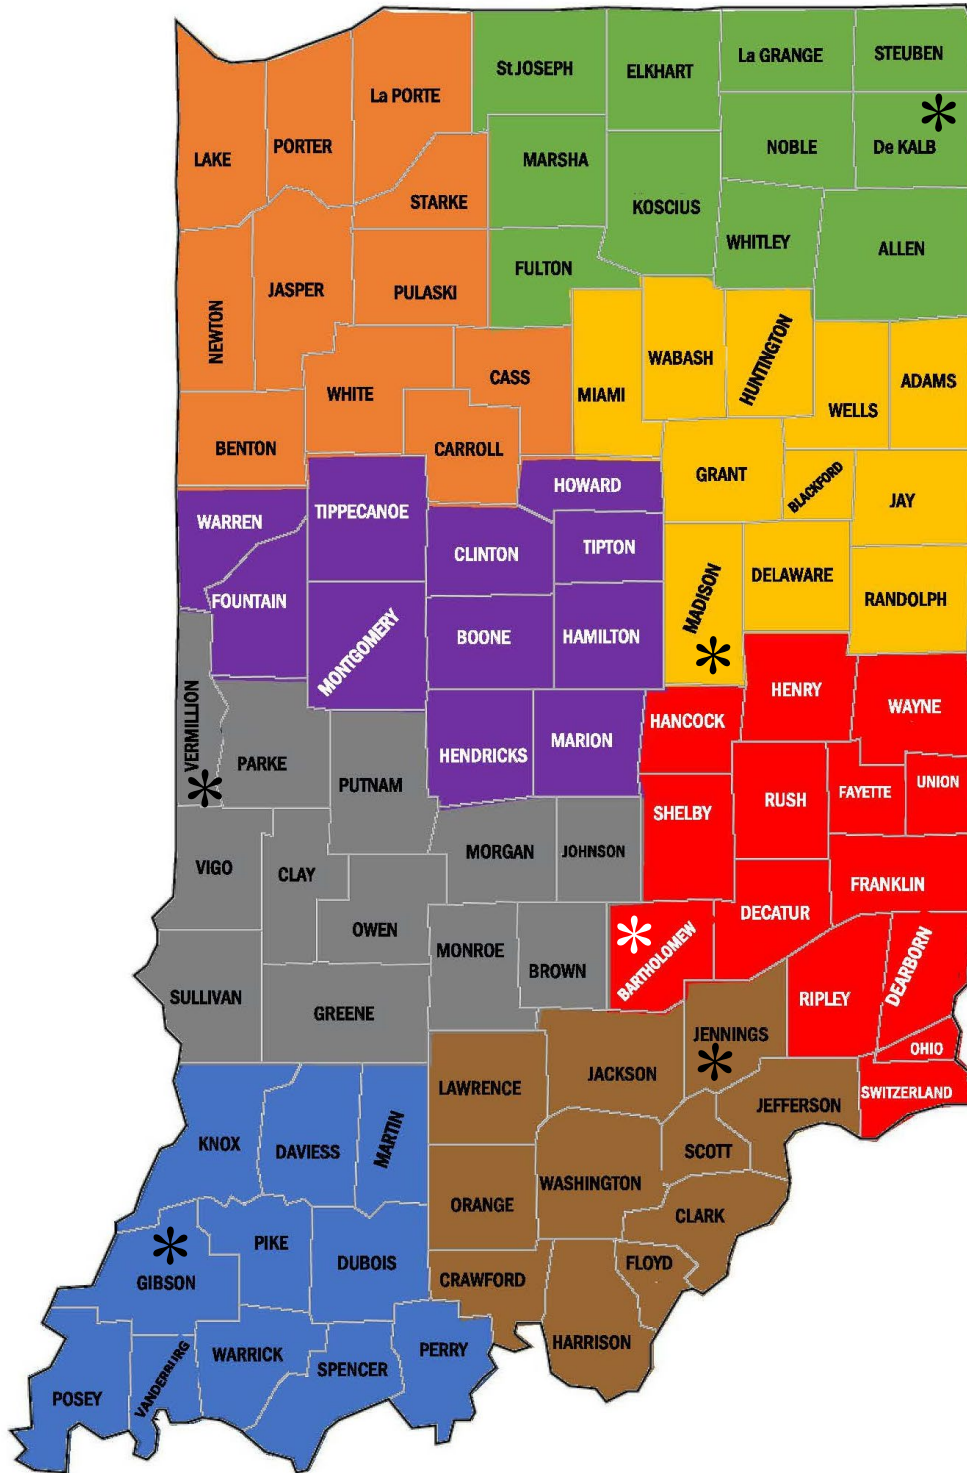 St JOSEPH
ELKHART
La GRANGE
STEUBEN
La PORTE
LAKE
PORTER
MARSHA
NOBLE
De KALB
*
STARKE
KOSCIUS
WHITLEY
ALLEN
NEWTON
JASPER
PULASKI
FULTON
WHITE
CASS
MIAMI
WABASH
HUNTINGTON
WELLS
ADAMS
BENTON
CARROLL
GRANT
BLACKFORD
JAY
WARREN
TIPPECANOE
HOWARD
CLINTON
TIPTON
MADISON
*
DELAWARE
RANDOLPH
FOUNTAIN
MONTGOMERY
BOONE
HAMILTON
HENRY
WAYNE
VERMILLION
*
PARKE
PUTNAM
HENDRICKS
MARION
HANCOCK
SHELBY
RUSH
FAYETTE
UNION
VIGO
CLAY
MORGAN
JOHNSON
FRANKLIN
OWEN
MONROE
BROWN
*
BARTHOLOMEW
DECATUR
RIPLEY
DEARBORN
SULLIVAN
GREENE
JENNINGS
*
OHIO
SWITZERLAND
LAWRENCE
JACKSON
JEFFERSON
KNOX
DAVIESS
MARTIN
SCOTT
ORANGE
WASHINGTON
CLARK
*
GIBSON
PIKE
DUBOIS
CRAWFORD
FLOYD
HARRISON
POSEY
VANDERBURG
WARRICK
SPENCER
PERRY